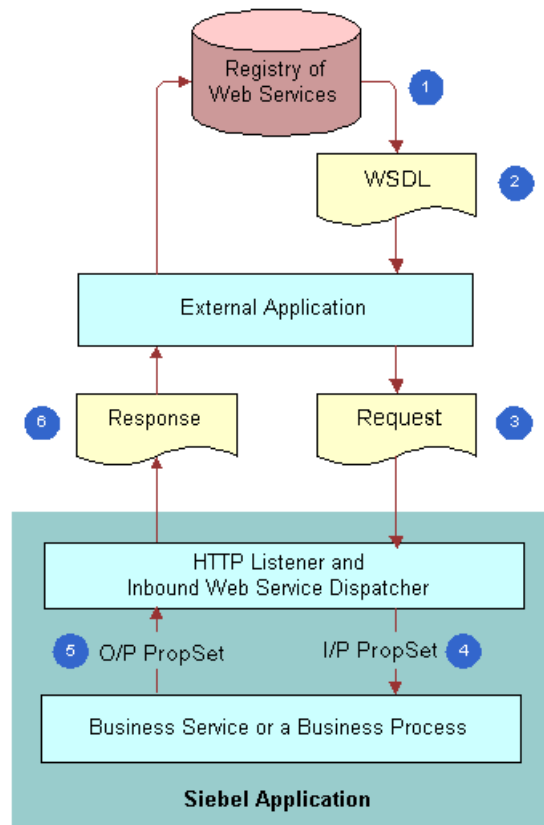 Registry of
Web Services
1
WSDL
2
External Application
6
Response
Request
3
HTTP Listener and
Inbound Web Service Dispatcher
5
O/P PropSet
I/P PropSet
4
Business Service or a Business Process
Siebel Application